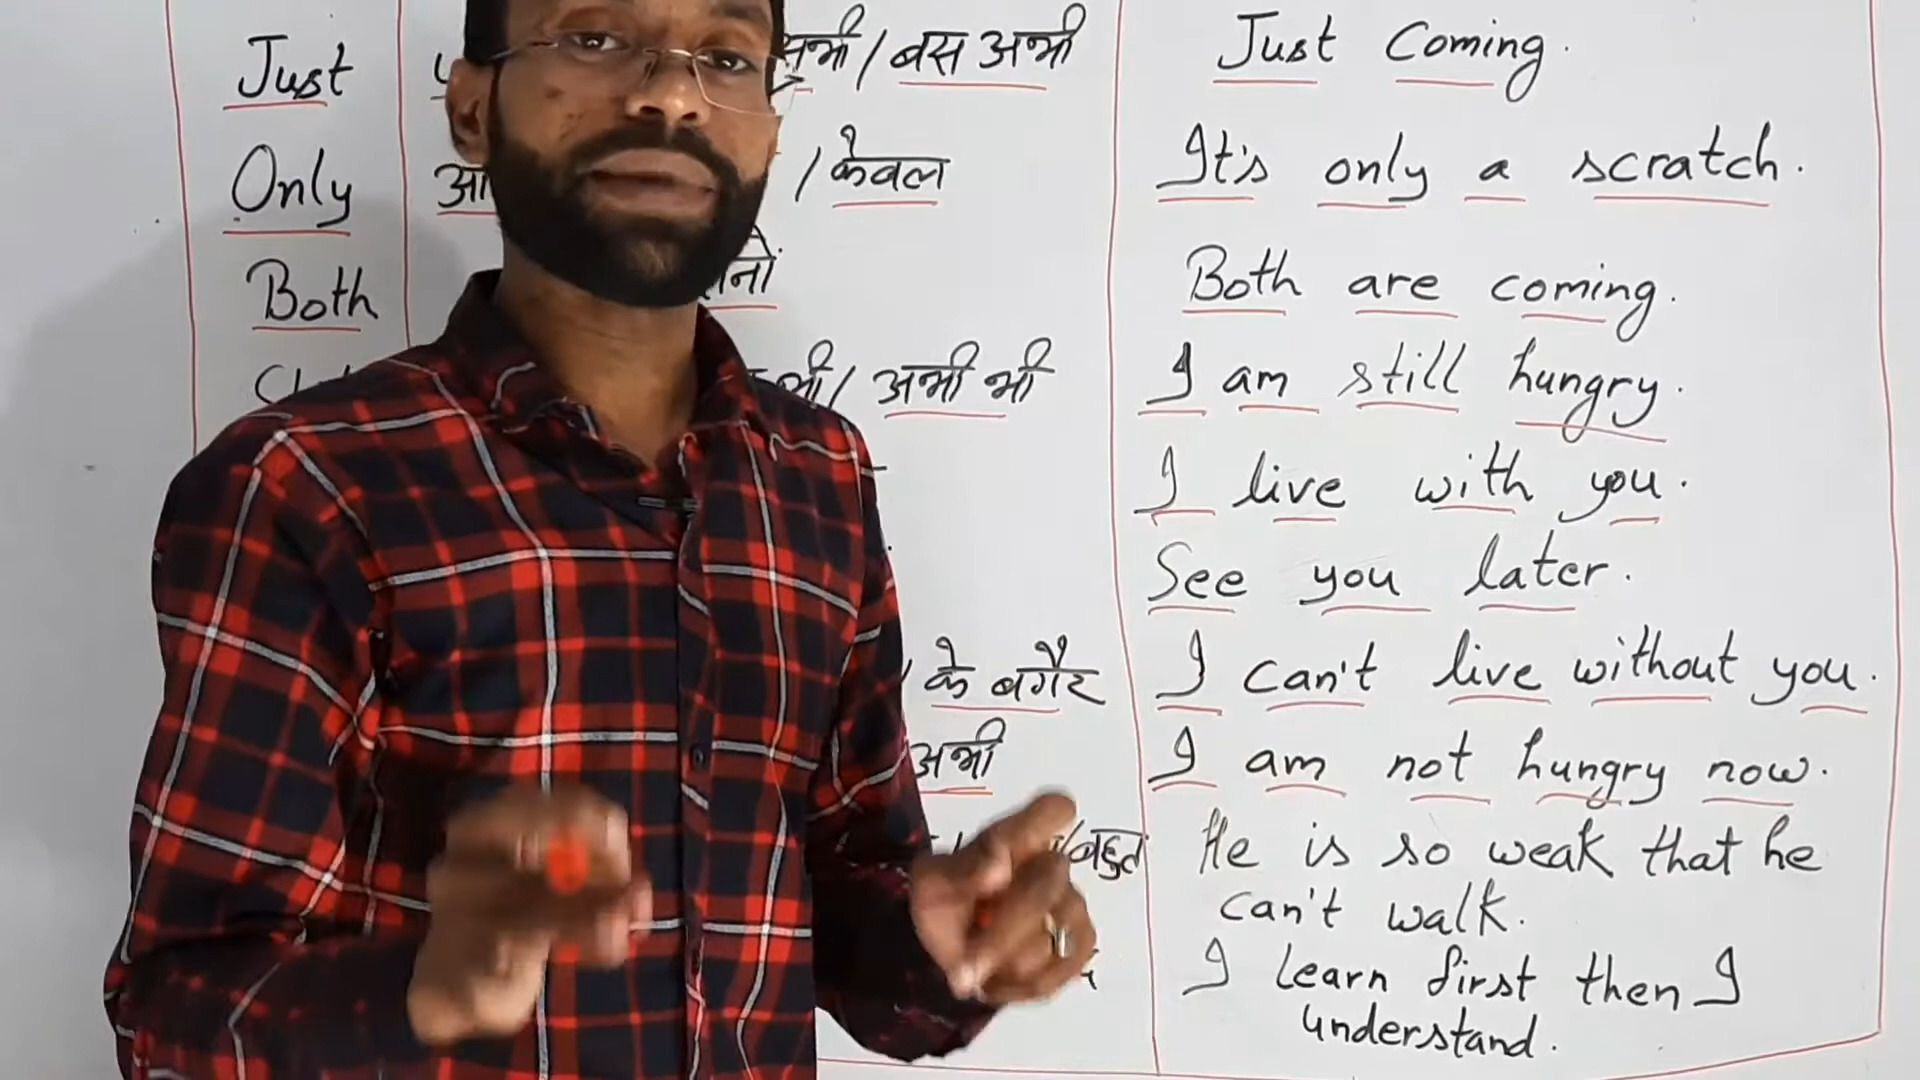 Just /बस अभी Just Coming.
Only /केवल It's only a scratch.
Both Both are coming.
/ अभी भी I am still hungry.
I live with you.
See you later.
के बगैर I can't live without you.
अभी I am not hungry now.
/बहुत He is so weak that he
can't walk.
I learn first then I
understand.